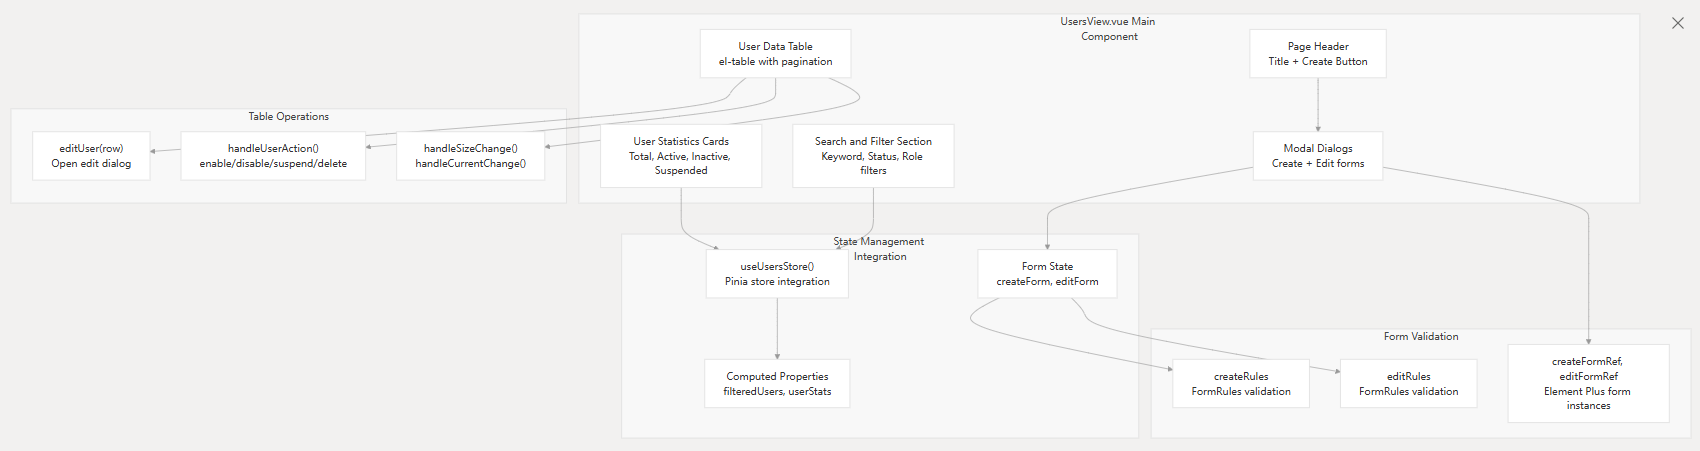 UsersView.vue Main
Component
User Data Table
el-table with pagination
Page Header
Title + Create Button
Table Operations
editUser(row)
Open edit dialog
handleUserAction()
enable/disable/suspend/delete
handleSizeChange()
handleCurrentChange()
User Statistics Cards
Total, Active, Inactive,
Suspended
Search and Filter Section
Keyword, Status, Role
filters
Modal Dialogs
Create + Edit forms
State Management
Integration
useUsersStore()
Pinia store integration
Form State
createForm, editForm
Computed Properties
filteredUsers, userStats
Form Validation
createRules
FormRules validation
editRules
FormRules validation
createFormRef,
editFormRef
Element Plus form
instances